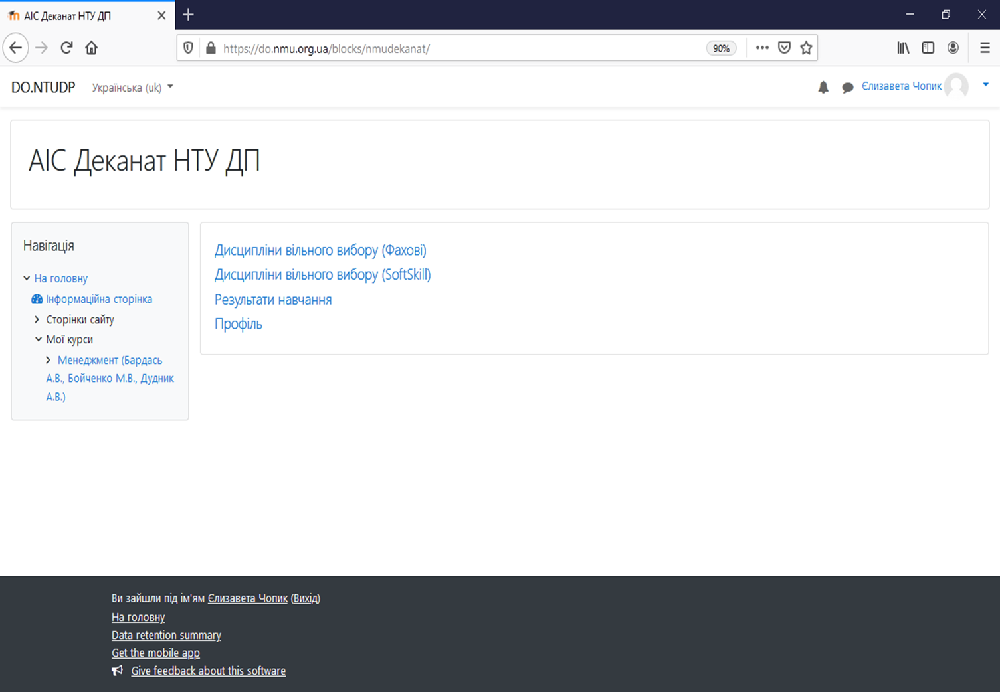 АІС Деканат НТУ ДП
https://do.nmu.org.ua/blocks/nmudekanat/
90%
DO.NTUDP
Українська (uk)
Єлизавета Чопик
АІС Деканат НТУ ДП
Навігація
На головну
Інформаційна сторінка
Сторінки сайту
Мої курси
Менеджмент (Бардась
А.В., Бойченко М.В., Дудник
А.В.)
Дисципліни вільного вибору (Фахові)
Дисципліни вільного вибору (SoftSkill)
Результати навчання
Профіль
Ви зайшли під ім'ям Єлизавета Чопик (Вихід)
На головну
Data retention summary
Get the mobile app
Give feedback about this software